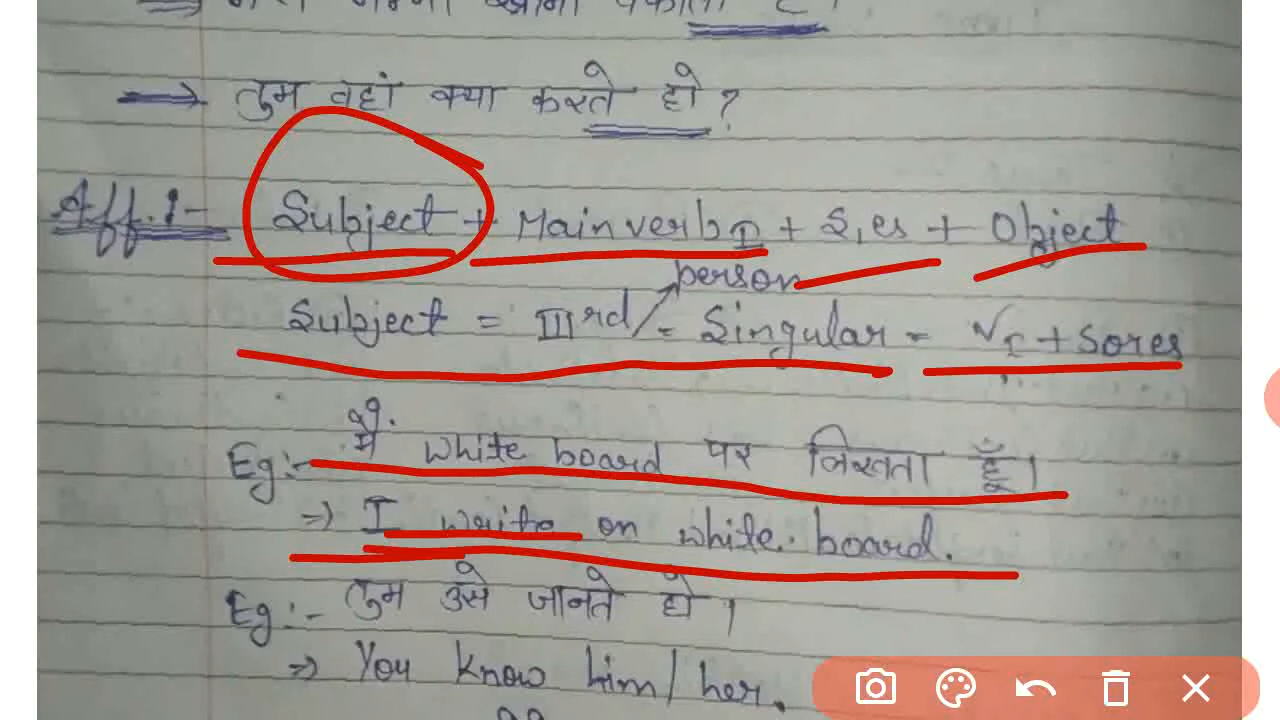 → तुम वहां क्या करते हो ?
Aff. :- Subject + Main verb I + s, es + Object
person
Subject = IIIrd / = Singular = V I + s or es
Eg :- मैं white board पर लिखता हूँ।
⇒ I write on white board.
Eg :- तुम उसे जानते हो।
⇒ You know him/her.